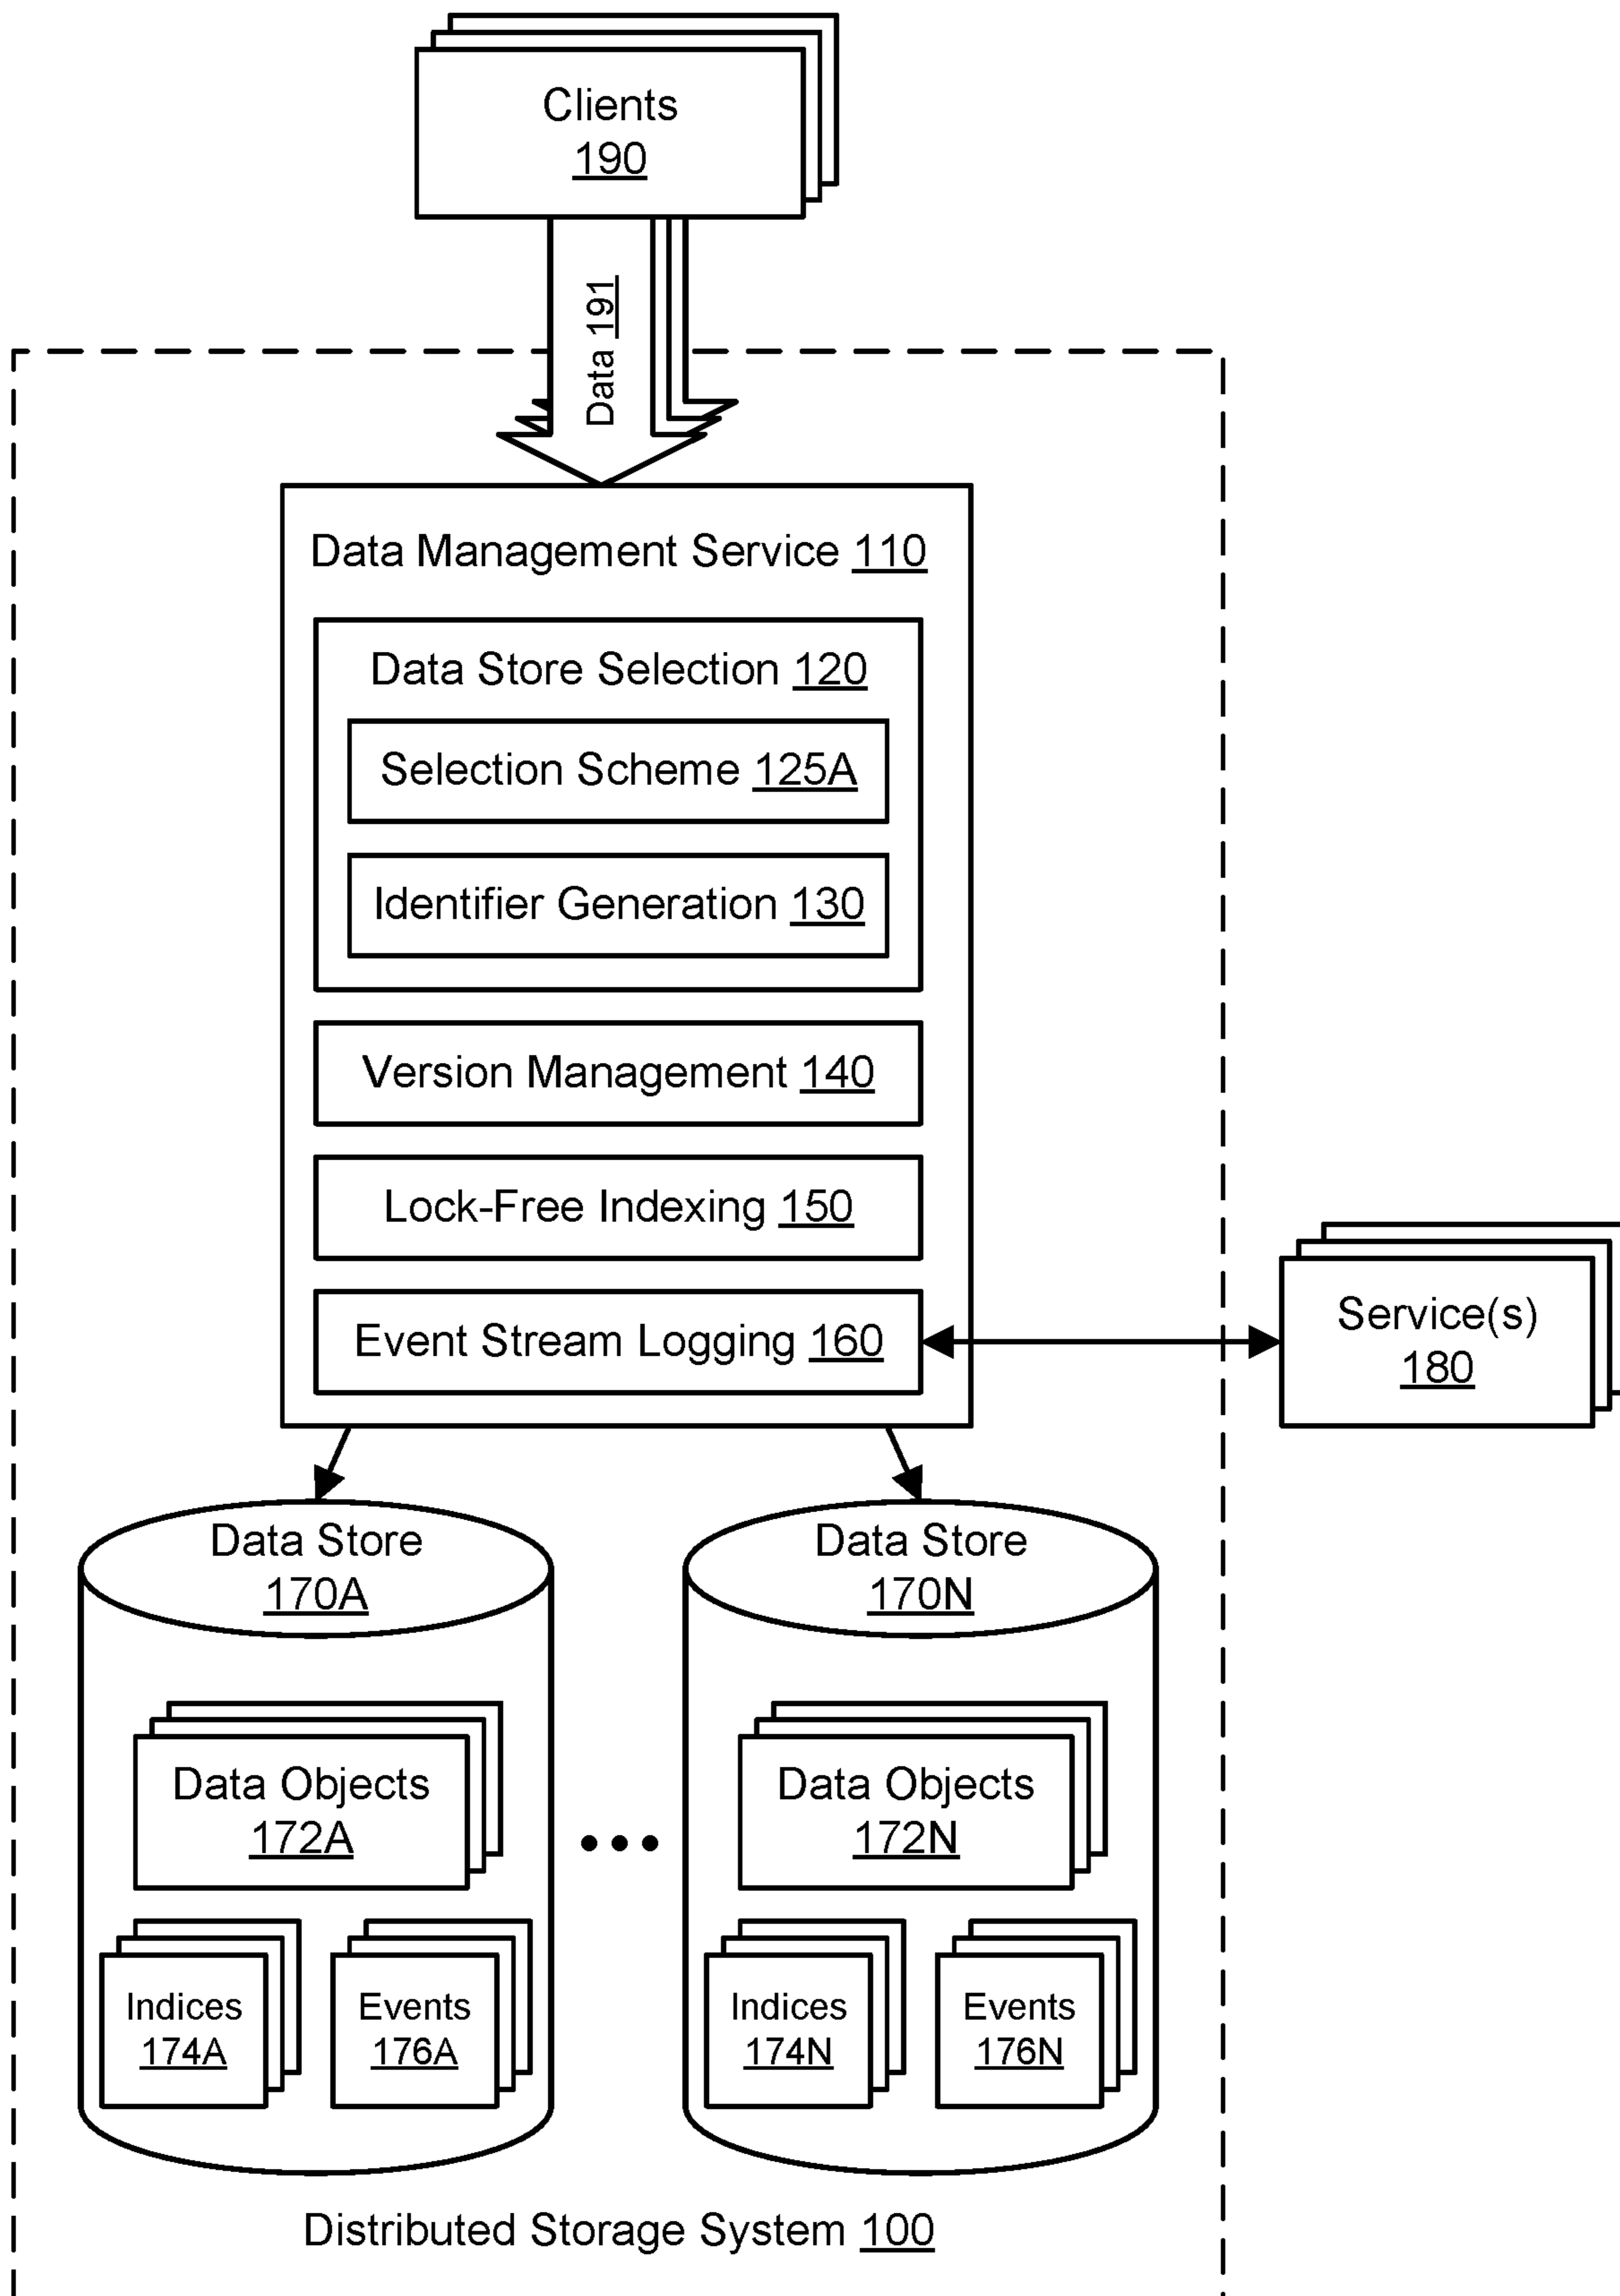 Clients
190
Data 191
Data Management Service 110
Data Store Selection 120
Selection Scheme 125A
Identifier Generation 130
Version Management 140
Lock-Free Indexing 150
Event Stream Logging 160
Service(s)
180
Data Store
170A
Data Objects
172A
Indices
174A
Events
176A
Data Store
170N
Data Objects
172N
Indices
174N
Events
176N
Distributed Storage System 100